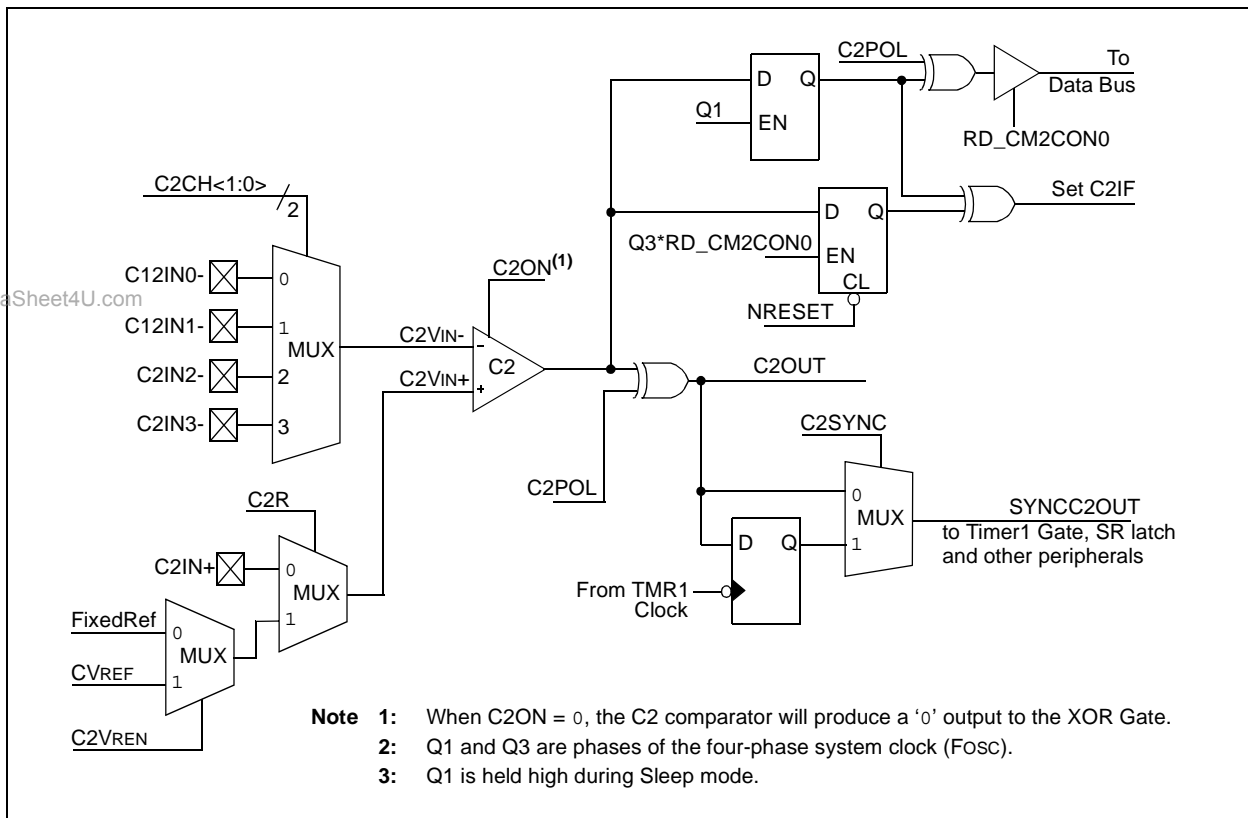 C2POL
To
Data Bus
RD_CM2CON0
D Q
Q1
EN
C2CH<1:0>
2
D Q
Q3*RD_CM2CON0
EN
CL
NRESET
Set C2IF
C12IN0-
0
aSheet4U.com
C12IN1-
1
MUX
C2IN2-
2
C2IN3-
3
C2ON(1)
C2VIN-
-
C2
C2VIN+
+
C2OUT
C2POL
C2SYNC
0
MUX
1
SYNCC2OUT
to Timer1 Gate, SR latch
and other peripherals
D Q
From TMR1
Clock
C2R
C2IN+
0
MUX
1
FixedRef
0
MUX
CVREF
1
C2VREN
Note 1: When C2ON = 0, the C2 comparator will produce a ‘0’ output to the XOR Gate.
2: Q1 and Q3 are phases of the four-phase system clock (FOSC).
3: Q1 is held high during Sleep mode.